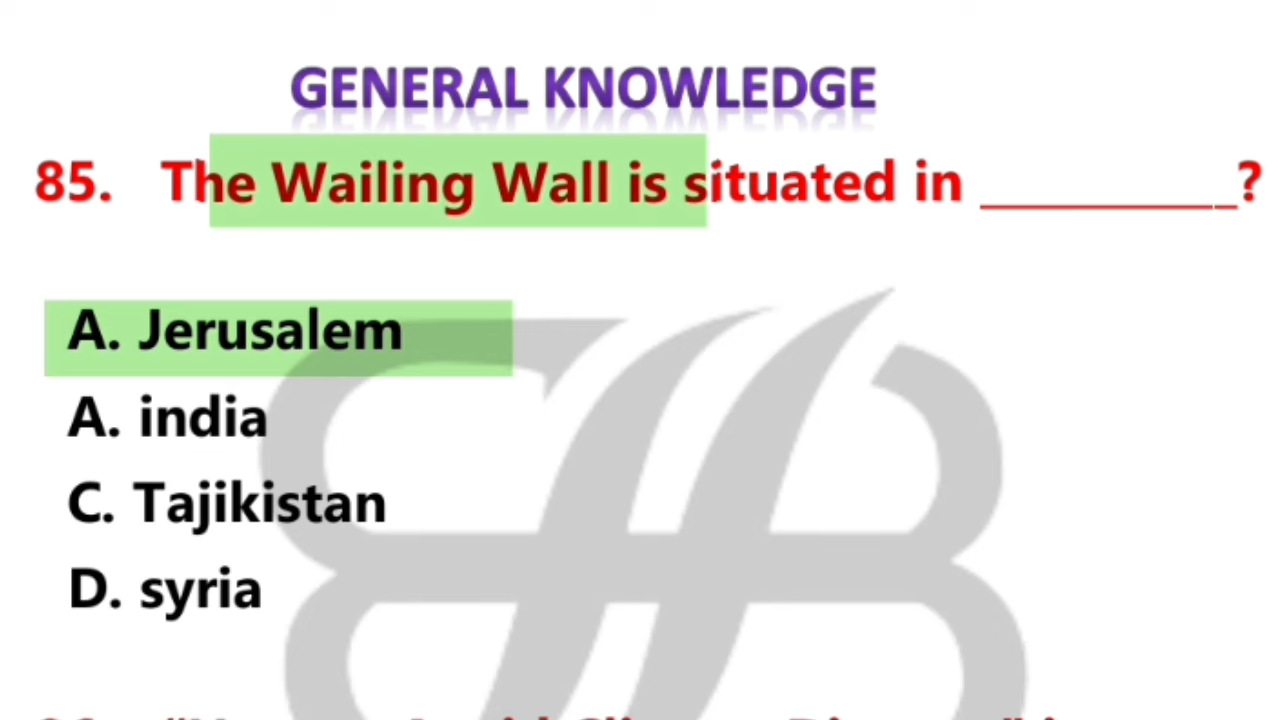 GENERAL KNOWLEDGE
85. The Wailing Wall is situated in __________?
A. Jerusalem
A. india
C. Tajikistan
D. syria